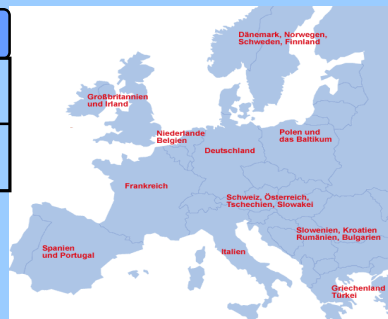 Dänemark, Norwegen,
Schweden, Finnland
Großbritannien
und Irland
Niederlande
Belgien
Polen und
das Baltikum
Deutschland
Frankreich
Schweiz, Österreich,
Tschechien, Slowakei
Slowenien, Kroatien
Rumänien, Bulgarien
Spanien
und Portugal
Italien
Griechenland
Türkei